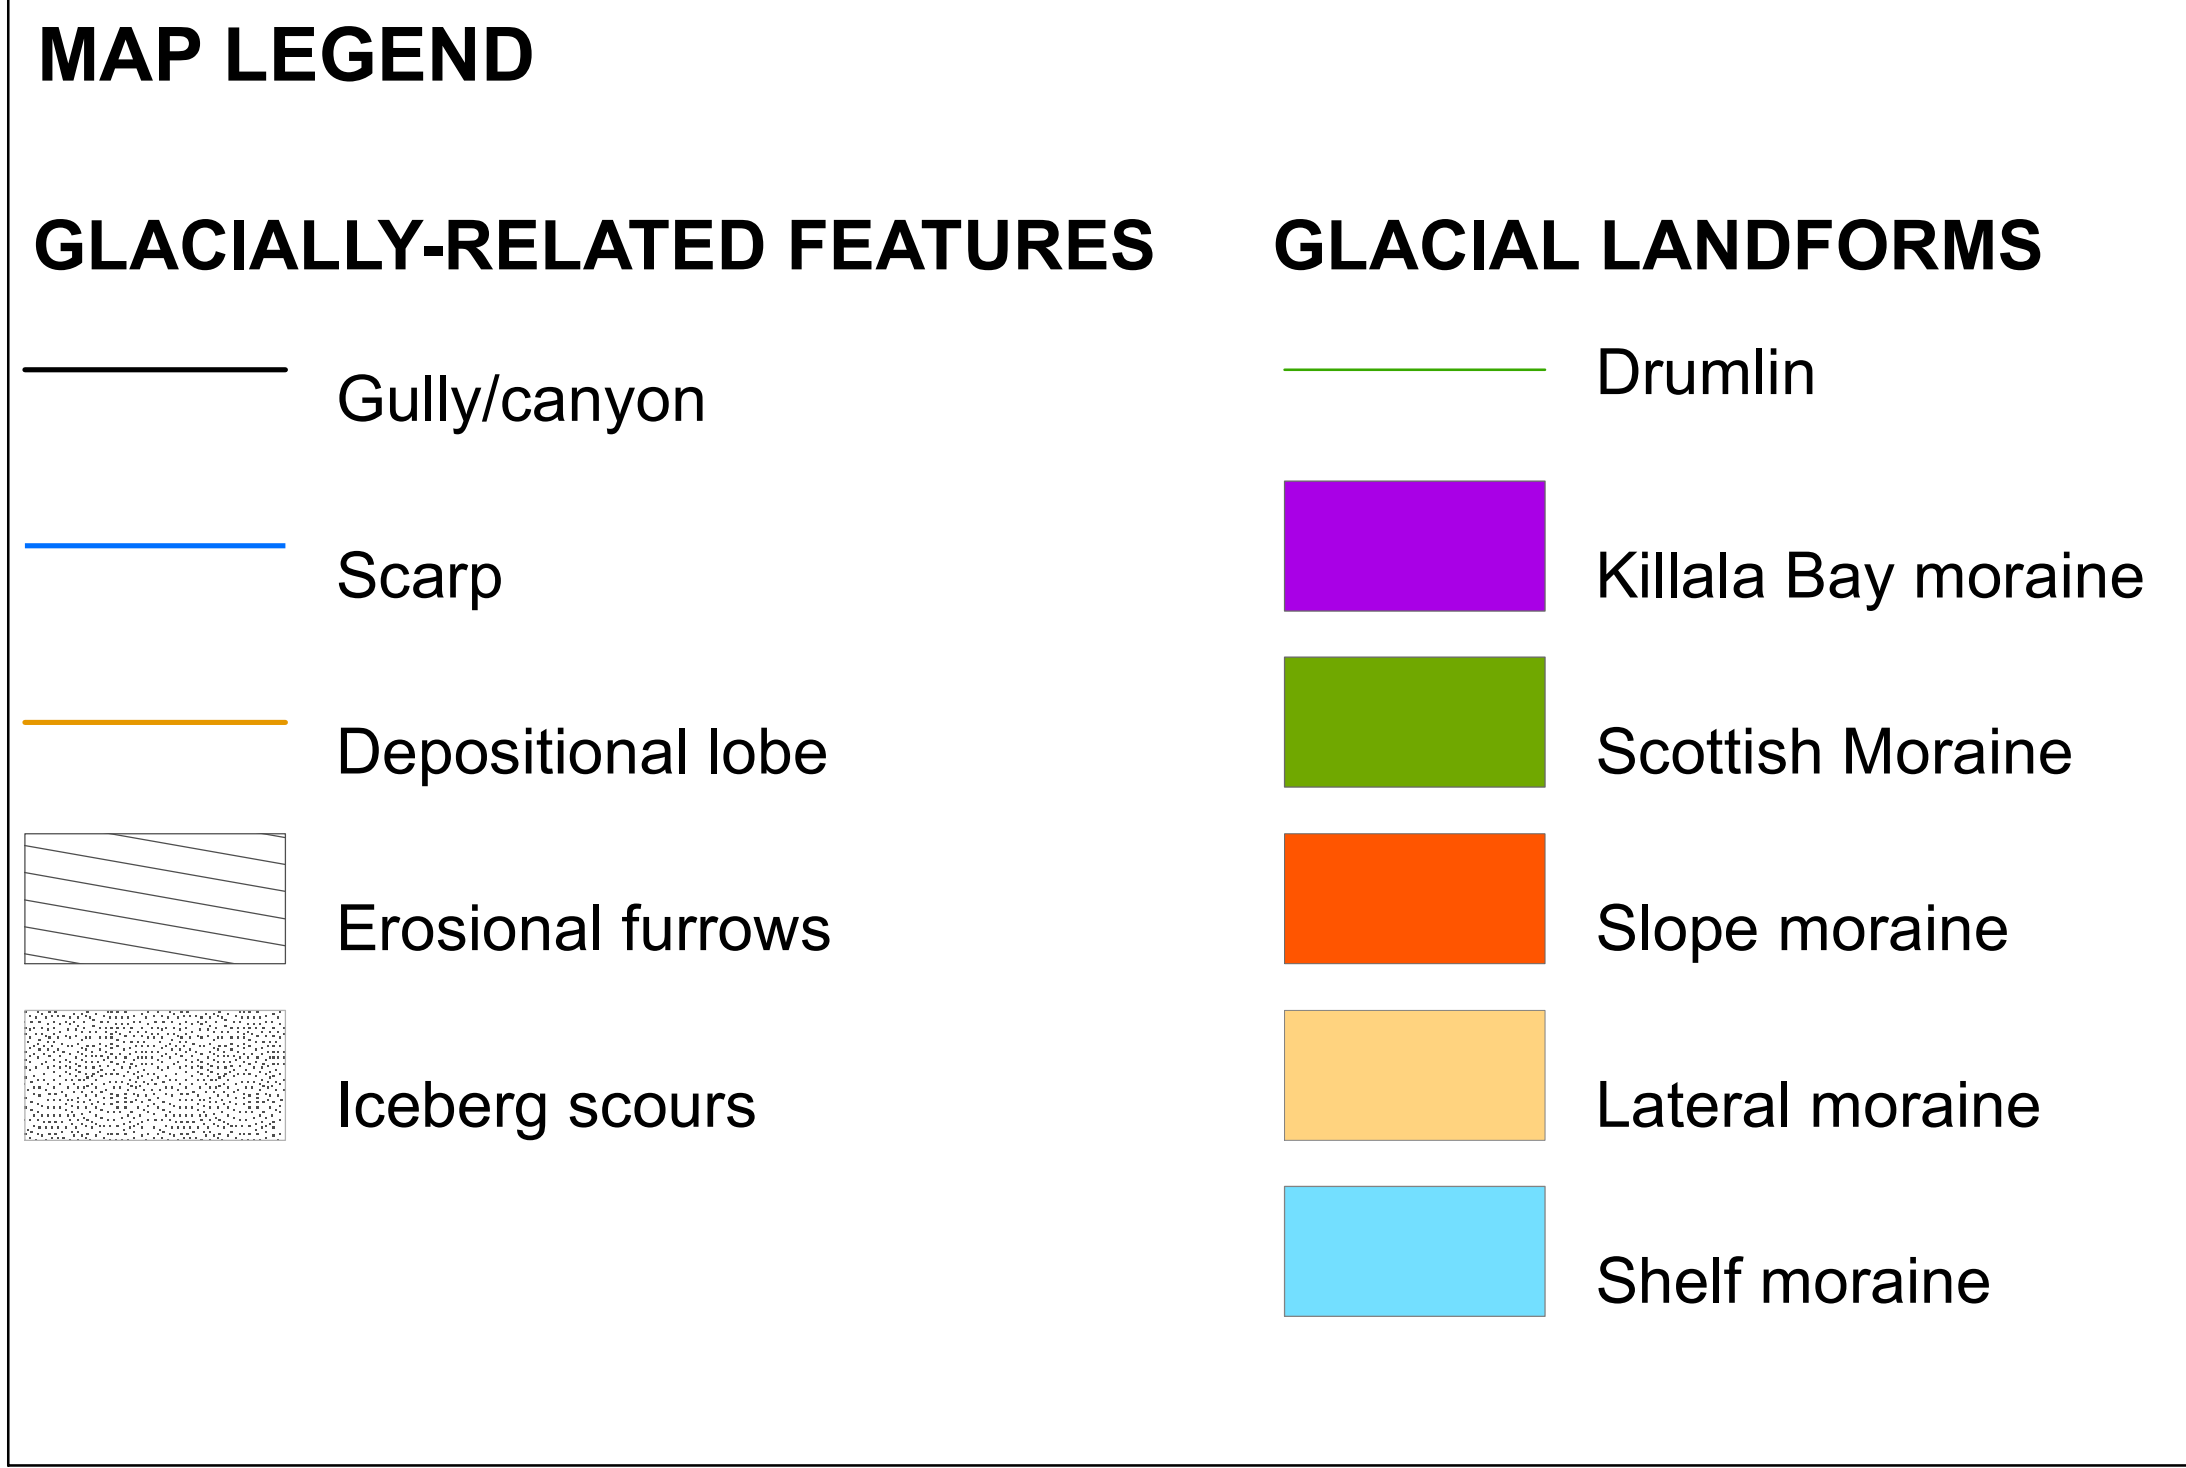 MAP LEGEND
GLACIALLY-RELATED FEATURES
Gully/canyon
Scarp
Depositional lobe
Erosional furrows
Iceberg scours
GLACIAL LANDFORMS
Drumlin
Killala Bay moraine
Scottish Moraine
Slope moraine
Lateral moraine
Shelf moraine